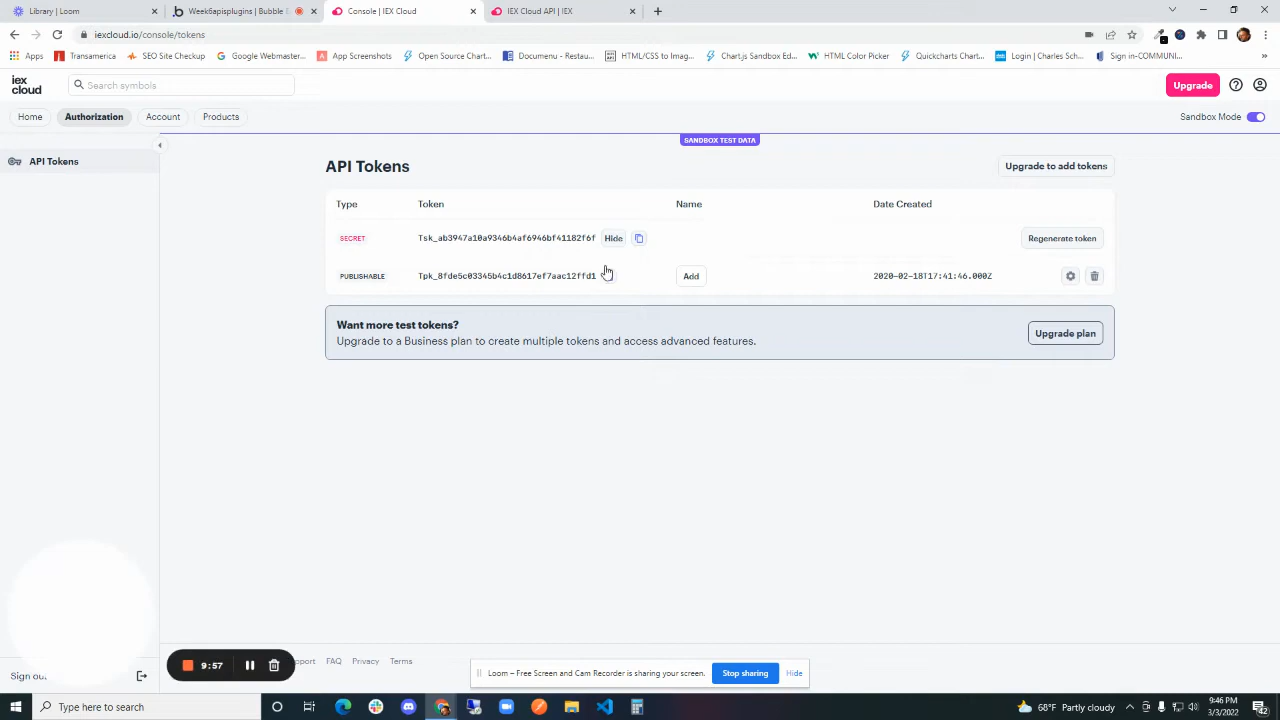 Library | Loom
Week6apisplugins | Bubble E
Console | IEX Cloud
IEX Cloud API | IEX
iexcloud.io/console/tokens
Apps
Transamerica
SEO Site Checkup
Google Webmaster...
App Screenshots
Open Source Chart...
Documenu - Restau...
HTML/CSS to Imag...
Chart.js Sandbox Ed...
HTML Color Picker
Quickcharts Chart...
Login | Charles Sch...
Sign in-COMMUNI...
iex cloud
Search symbols
Upgrade
Home
Authorization
Account
Products
Sandbox Mode
SANDBOX TEST DATA
API Tokens
API Tokens
Upgrade to add tokens
Type
Token
Name
Date Created
SECRET
Tsk_ab3947a10a9346b4af6946bf41182f6f
Hide
Regenerate token
PUBLISHABLE
Tpk_8fde5c03345b4c1d8617ef7aac12ffd1
Add
2020-02-18T17:41:46.000Z
Want more test tokens?
Upgrade to a Business plan to create multiple tokens and access advanced features.
Upgrade plan
Sign out
9:57
pport
FAQ
Privacy
Terms
Loom – Free Screen and Cam Recorder is sharing your screen.
Stop sharing
Hide
Type here to search
68°F Partly cloudy
9:46 PM
3/3/2022
12